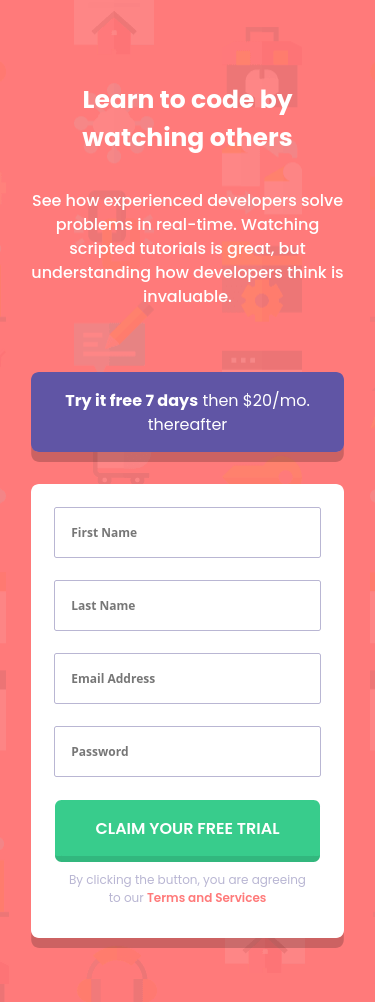 Learn to code by
watching others
See how experienced developers solve
problems in real-time. Watching
scripted tutorials is great, but
understanding how developers think is
invaluable.
Try it free 7 days then $20/mo.
thereafter
First Name
Last Name
Email Address
Password
CLAIM YOUR FREE TRIAL
By clicking the button, you are agreeing
to our Terms and Services